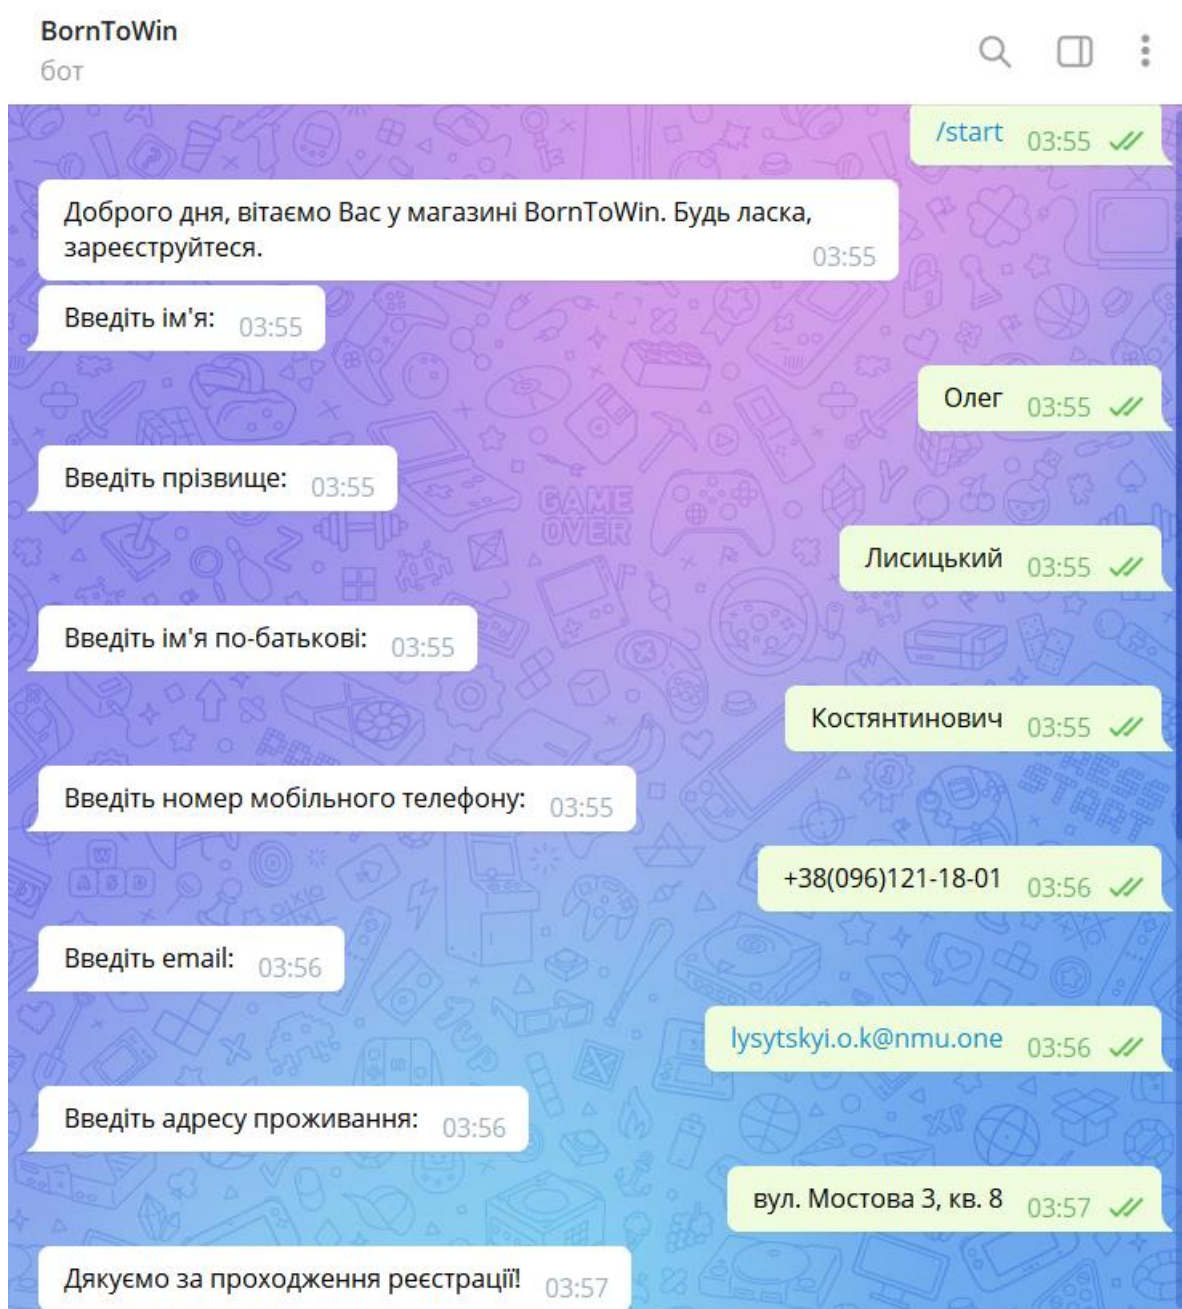 BornToWin
бот
/start 03:55
Доброго дня, вітаємо Вас у магазині BornToWin. Будь ласка,
зареєструйтеся. 03:55
Введіть ім'я: 03:55
Олег 03:55
Введіть прізвище: 03:55
GAME
OVER
Лисицький 03:55
Введіть ім'я по-батькові: 03:55
Костянтинович 03:55
Введіть номер мобільного телефону: 03:55
+38(096)121-18-01 03:56
Введіть email: 03:56
lysytskyi.o.k@nmu.one 03:56
Введіть адресу проживання: 03:56
вул. Мостова 3, кв. 8 03:57
Дякуємо за проходження реєстрації! 03:57